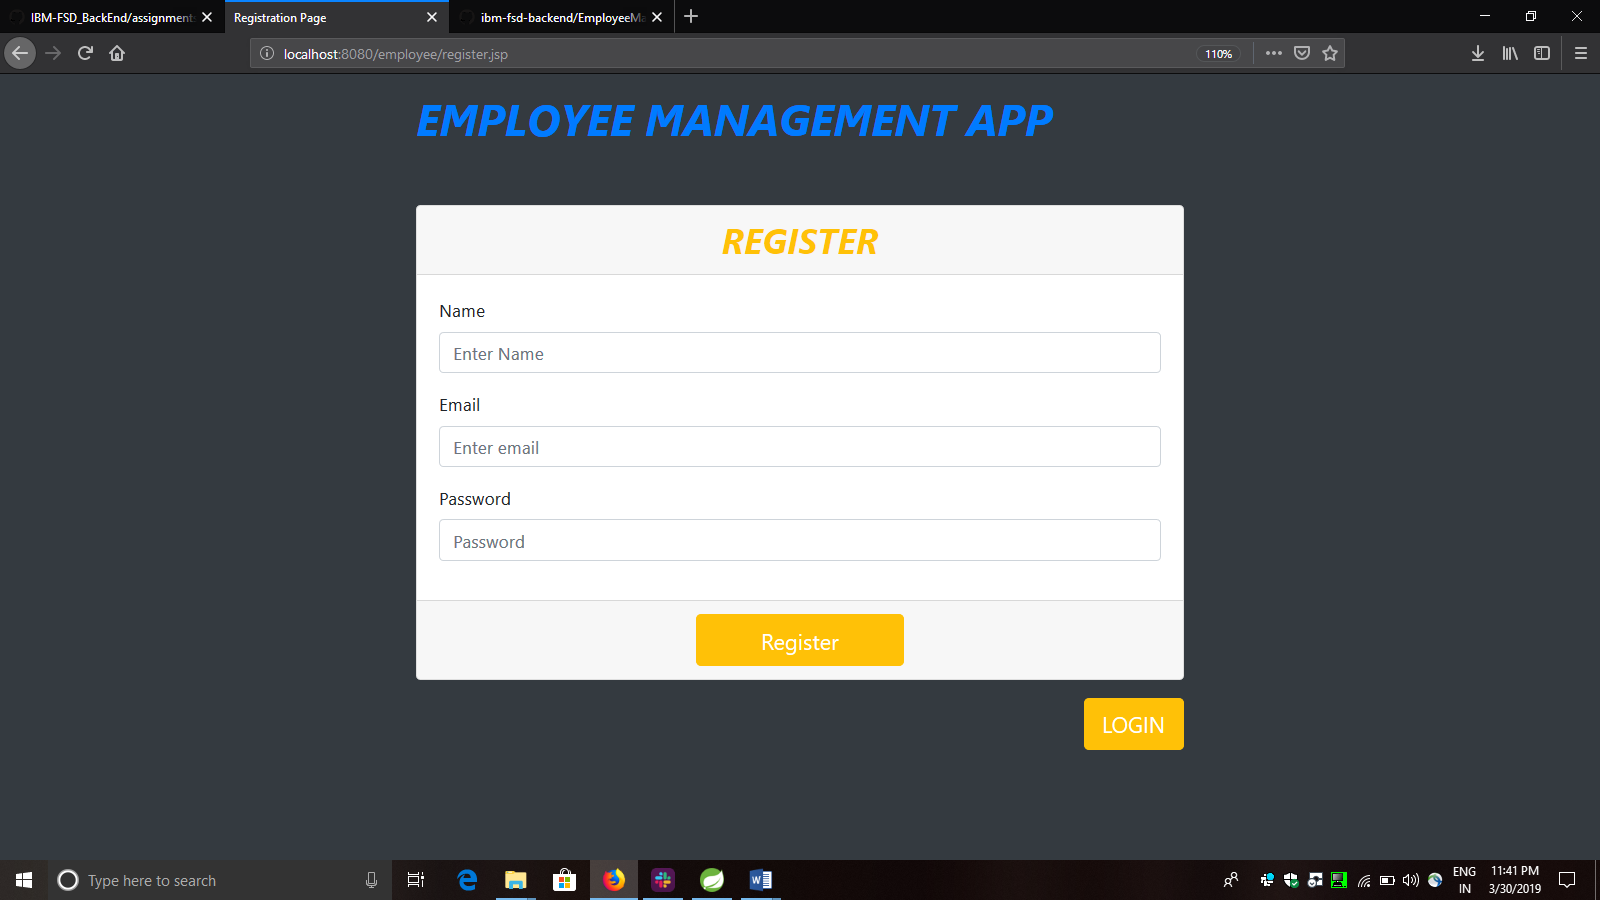 IBM-FSD_BackEnd/assignment
Registration Page
ibm-fsd-backend/EmployeeMa
localhost:8080/employee/register.jsp
110%
EMPLOYEE MANAGEMENT APP
REGISTER
Name
Enter Name
Email
Enter email
Password
Password
Register
LOGIN
Type here to search
ENG
IN
11:41 PM
3/30/2019